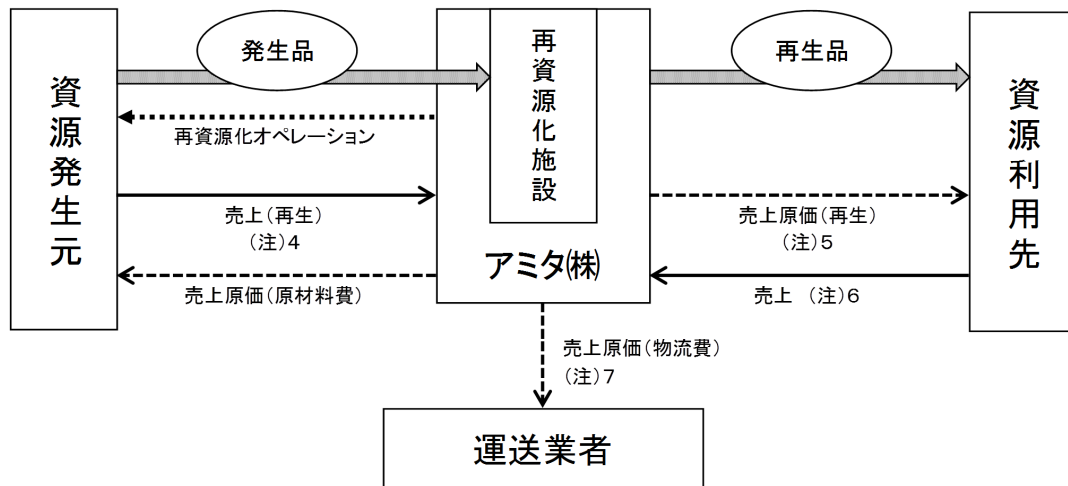 資源発生元
発生品
再資源化施設
再生品
資源利用先
再資源化オペレーション
売上(再生)
(注)4
売上原価(再生)
(注)5
アミタ㈱
売上原価(原材料費)
売上 (注)6
売上原価(物流費)
(注)7
運送業者